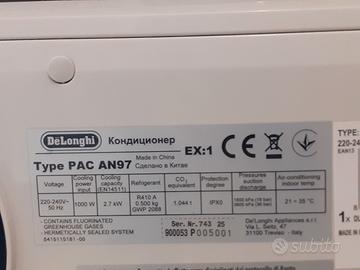 DeLonghi Кондиционер
Made in China
Type PAC AN97 Сделано в Китае EX:1
Voltage
Cooling input power
Cooling capacity (EN14511)
Refrigerant
CO2 equivalent
Protection degree
Pressures suction discharge
Air-conditioning indoor temp
220-240V~ 50 Hz
1000 W
2.7 kW
R410 A 0.500 kg GWP 2088
1.044 t
IPX0
21 ÷ 35 °C
- CONTAINS FLUORINATED
GREENHOUSE GASES
- HERMETICALLY SEALED SYSTEM
5415110181-00
Ser Nr.743 25
900053 P005001
De'Longhi Appliances s.r.l
Via L. Seitz, 47
31100 Treviso - Italy
TYPE:
220-24
EAN13
1x
subito